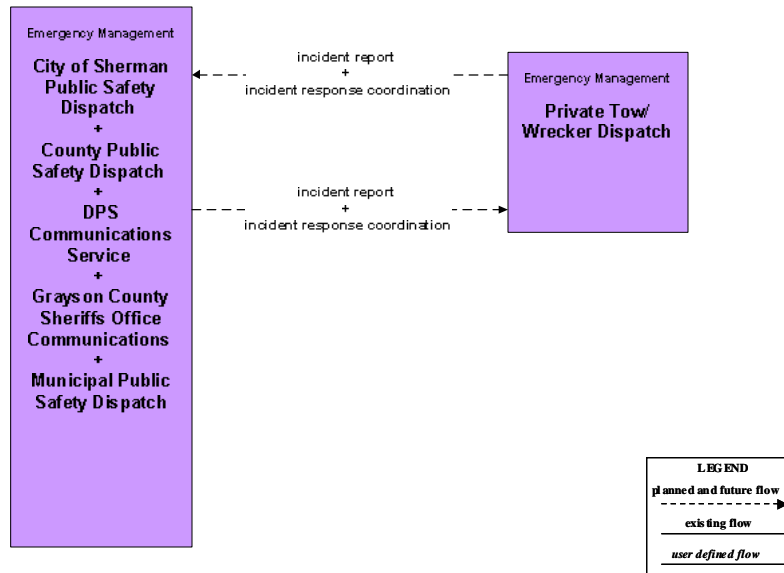 Emergency Management
City of Sherman
Public Safety
Dispatch
+
County Public
Safety Dispatch
+
DPS
Communications
Service
+
Grayson County
Sheriffs Office
Communications
+
Municipal Public
Safety Dispatch
incident report
+
incident response coordination
incident report
+
incident response coordination
Emergency Management
Private Tow/
Wrecker Dispatch
LEGEND
planned and future flow
existing flow
user defined flow